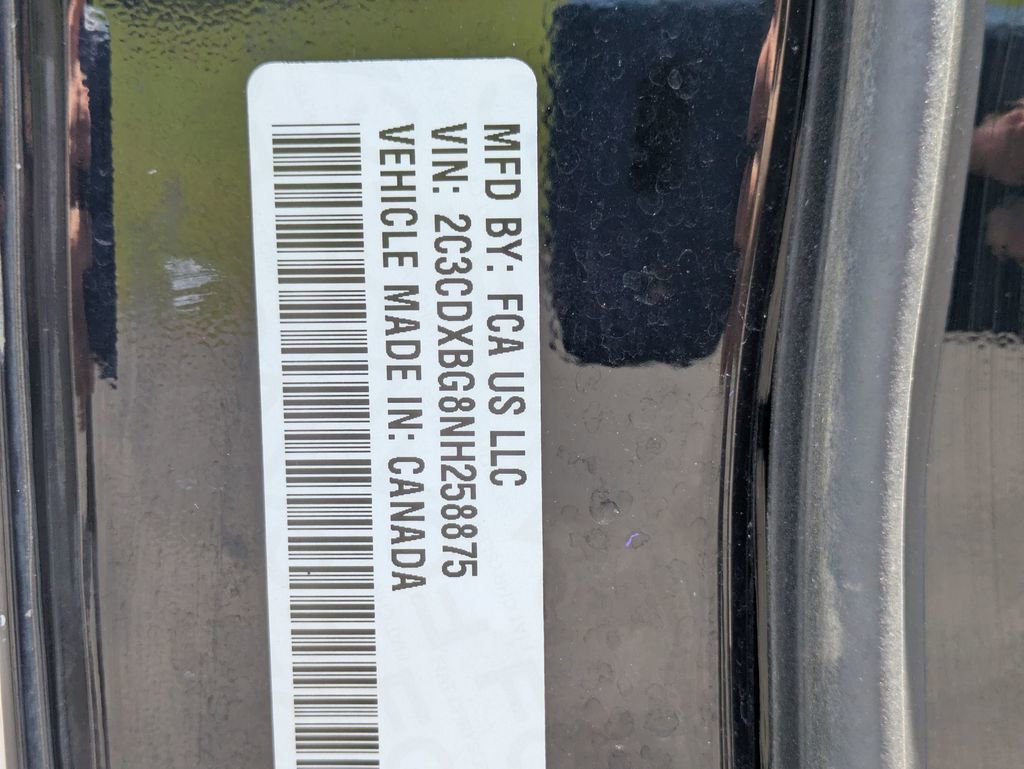 MFD BY: FCA US LLC
VIN: 2C3CDXBG8NH258875
VEHICLE MADE IN: CANADA